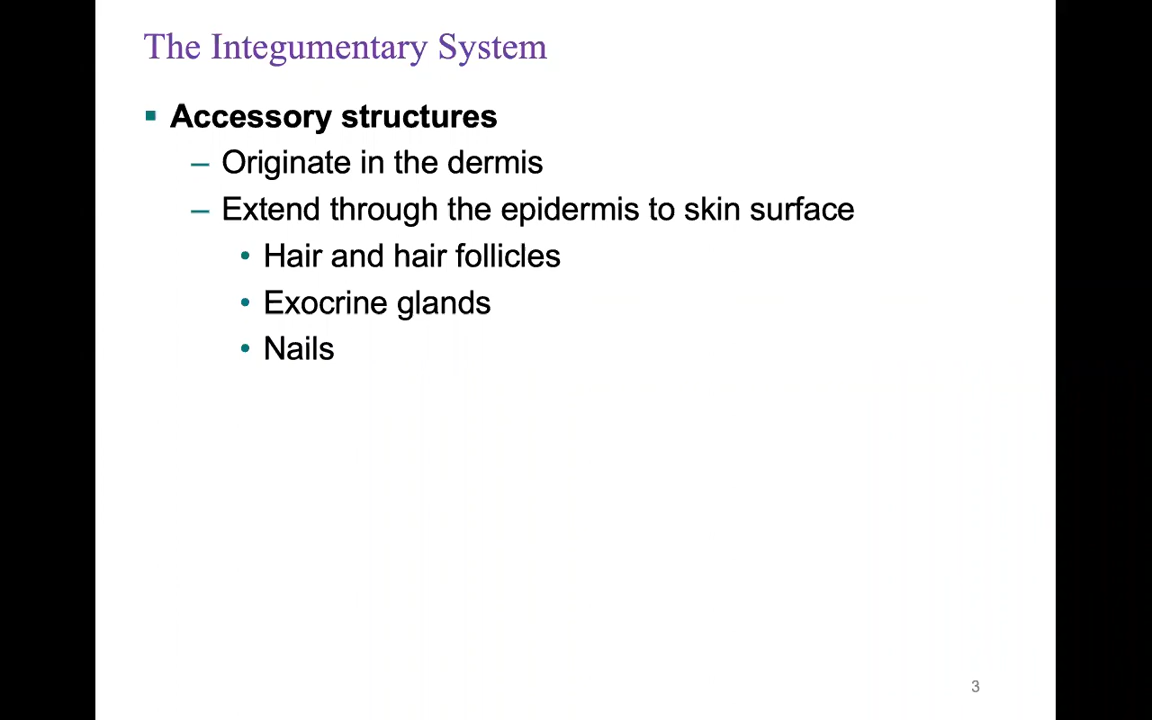 The Integumentary System
▪ Accessory structures
– Originate in the dermis
– Extend through the epidermis to skin surface
• Hair and hair follicles
• Exocrine glands
• Nails
3